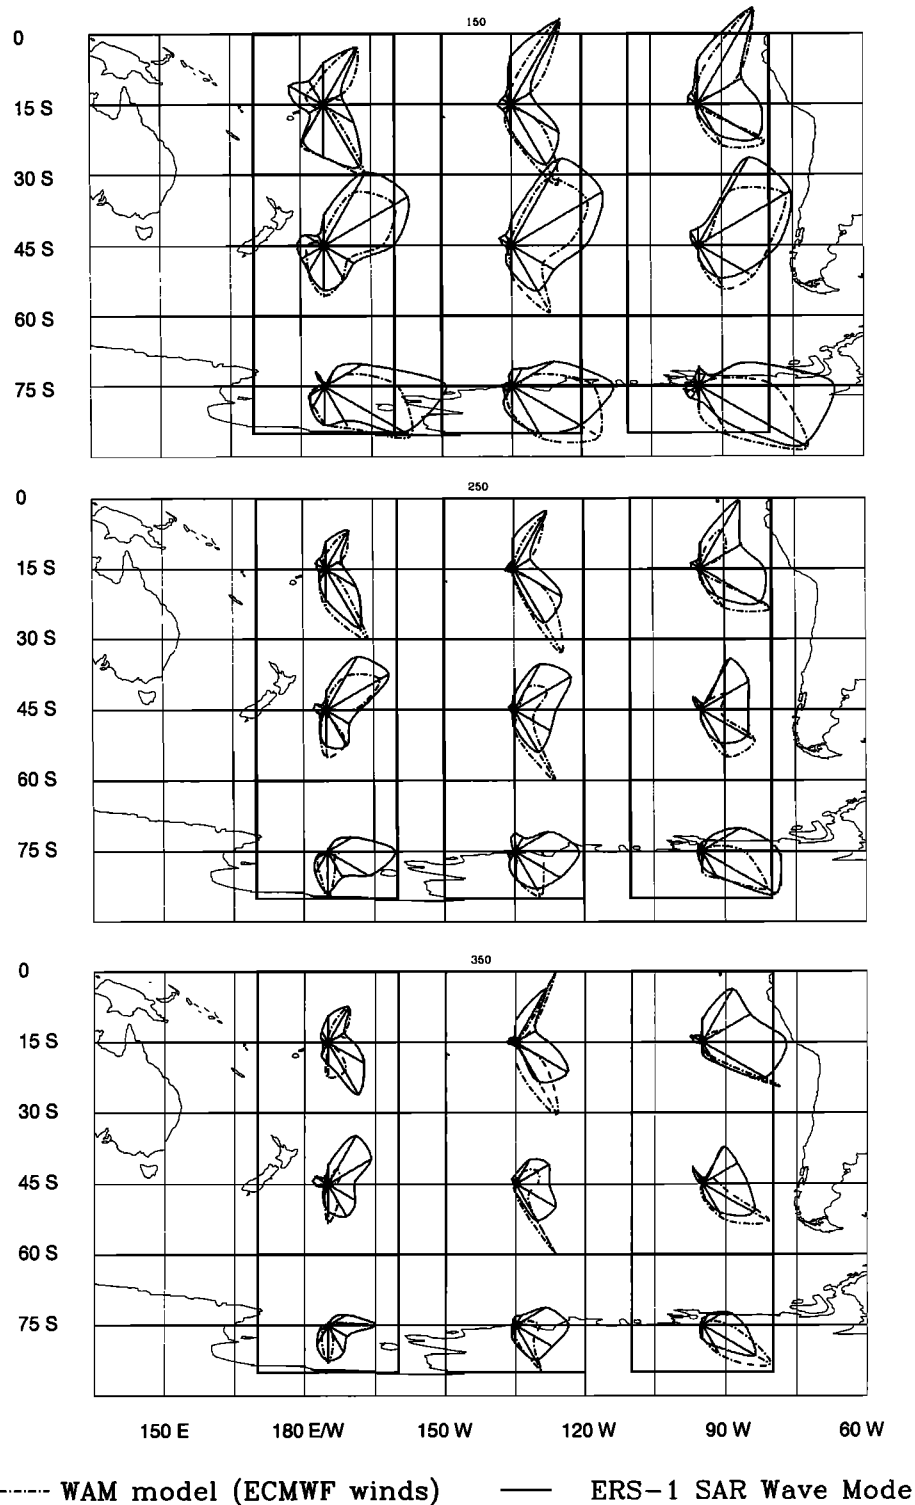 150
0
15 S
30 S
45 S
60 S
75 S
250
0
15 S
30 S
45 S
60 S
75 S
350
0
15 S
30 S
45 S
60 S
75 S
150 E 180 E/W 150 W 120 W 90 W 60 W
WAM model (ECMWF winds) ERS-1 SAR Wave Mode